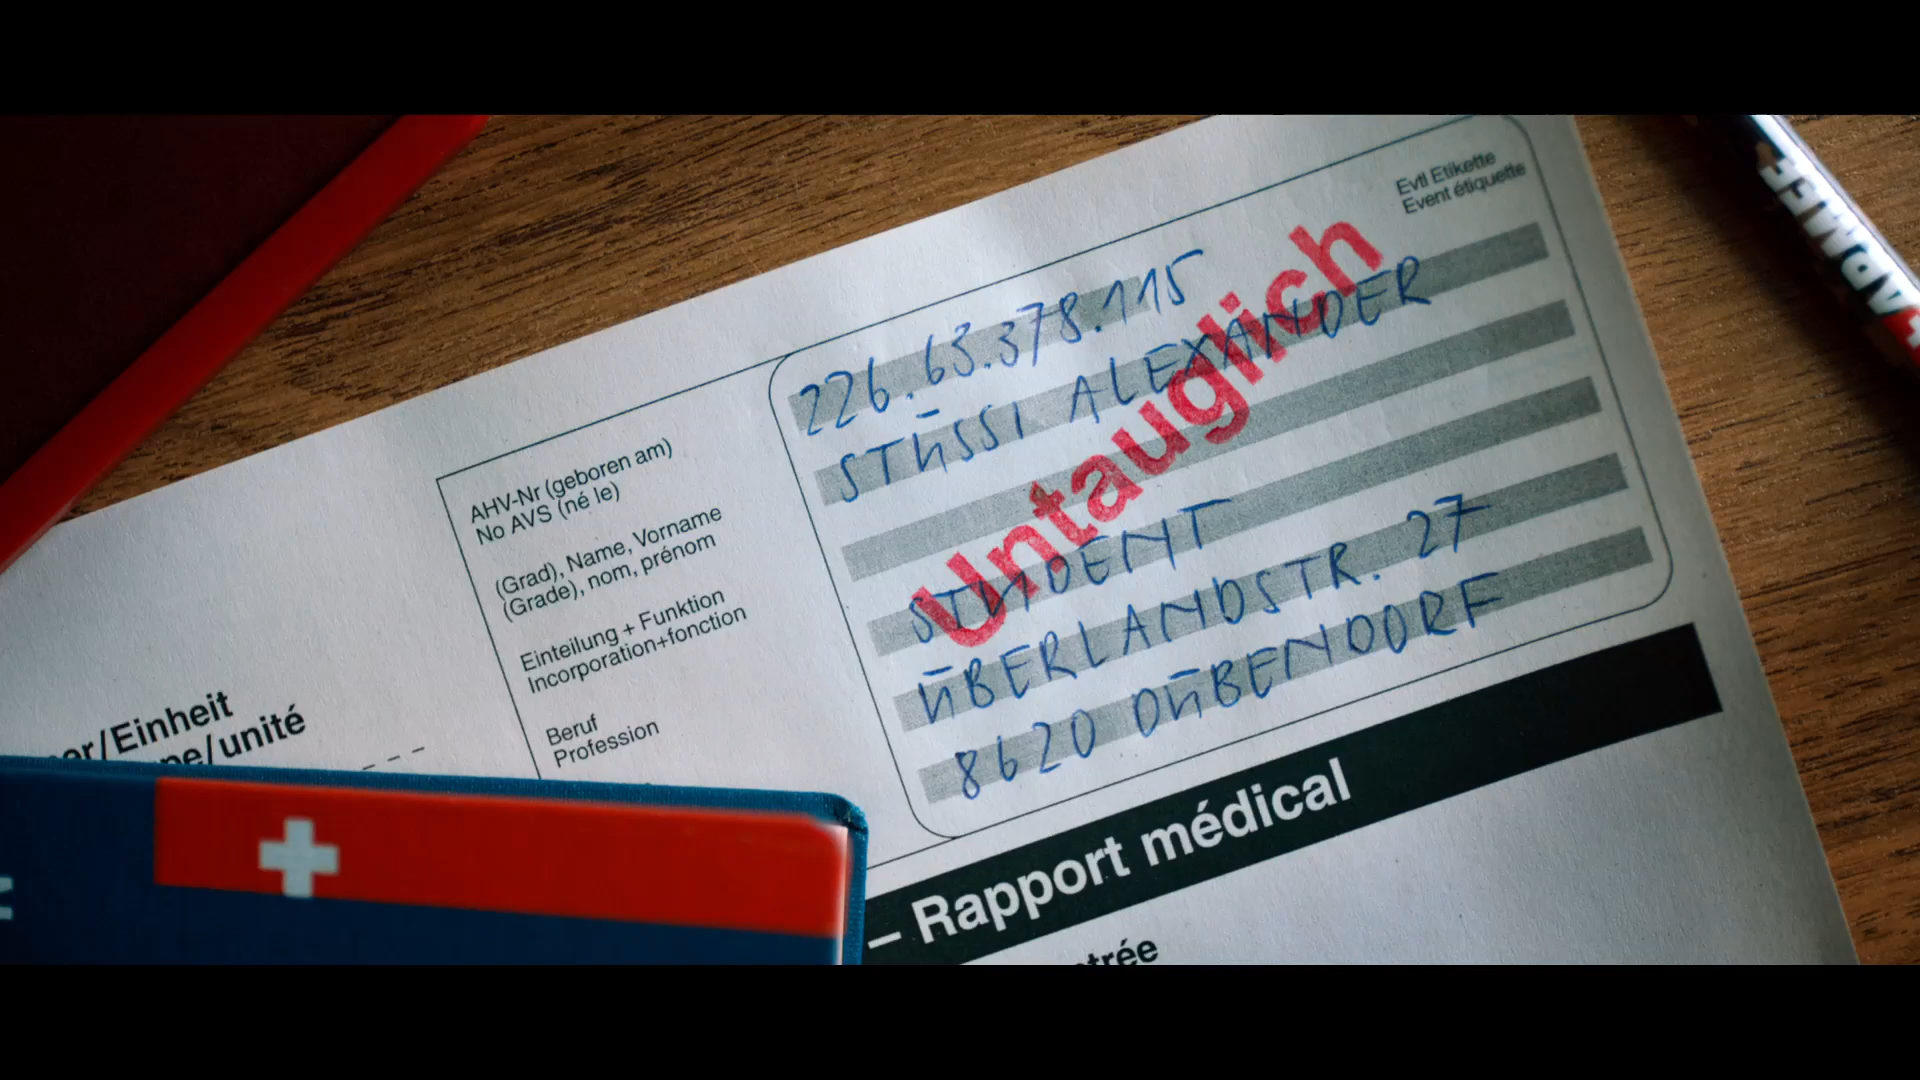 Evtl Etikette
Event étiquette
226.63.378.115
STÜSSI ALEXANDER
STUDENT
ÜBERLANDSTR. 27
8620 DÜBENDORF
Untauglich
AHV-Nr (geboren am)
No AVS (né le)
(Grad), Name, Vorname
(Grade), nom, prénom
Einteilung + Funktion
Incorporation+fonction
Beruf
Profession
er/Einheit
pe/unité
– Rapport médical
trée
ARMEE